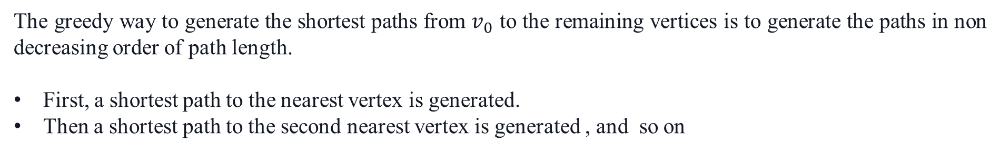 The greedy way to generate the shortest paths from v₀ to the remaining vertices is to generate the paths in non
decreasing order of path length.
• First, a shortest path to the nearest vertex is generated.
• Then a shortest path to the second nearest vertex is generated , and so on